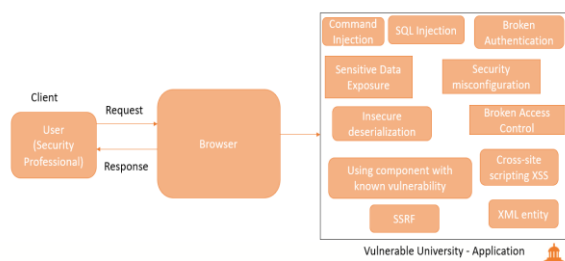 Client
User
(Security
Professional)
Request
Response
Browser
Command
Injection
SQL Injection
Broken
Authentication
Sensitive Data
Exposure
Security
misconfiguration
Insecure
deserialization
Broken Access
Control
Using component with
known vulnerability
Cross-site
scripting XSS
SSRF
XML entity
Vulnerable University - Application